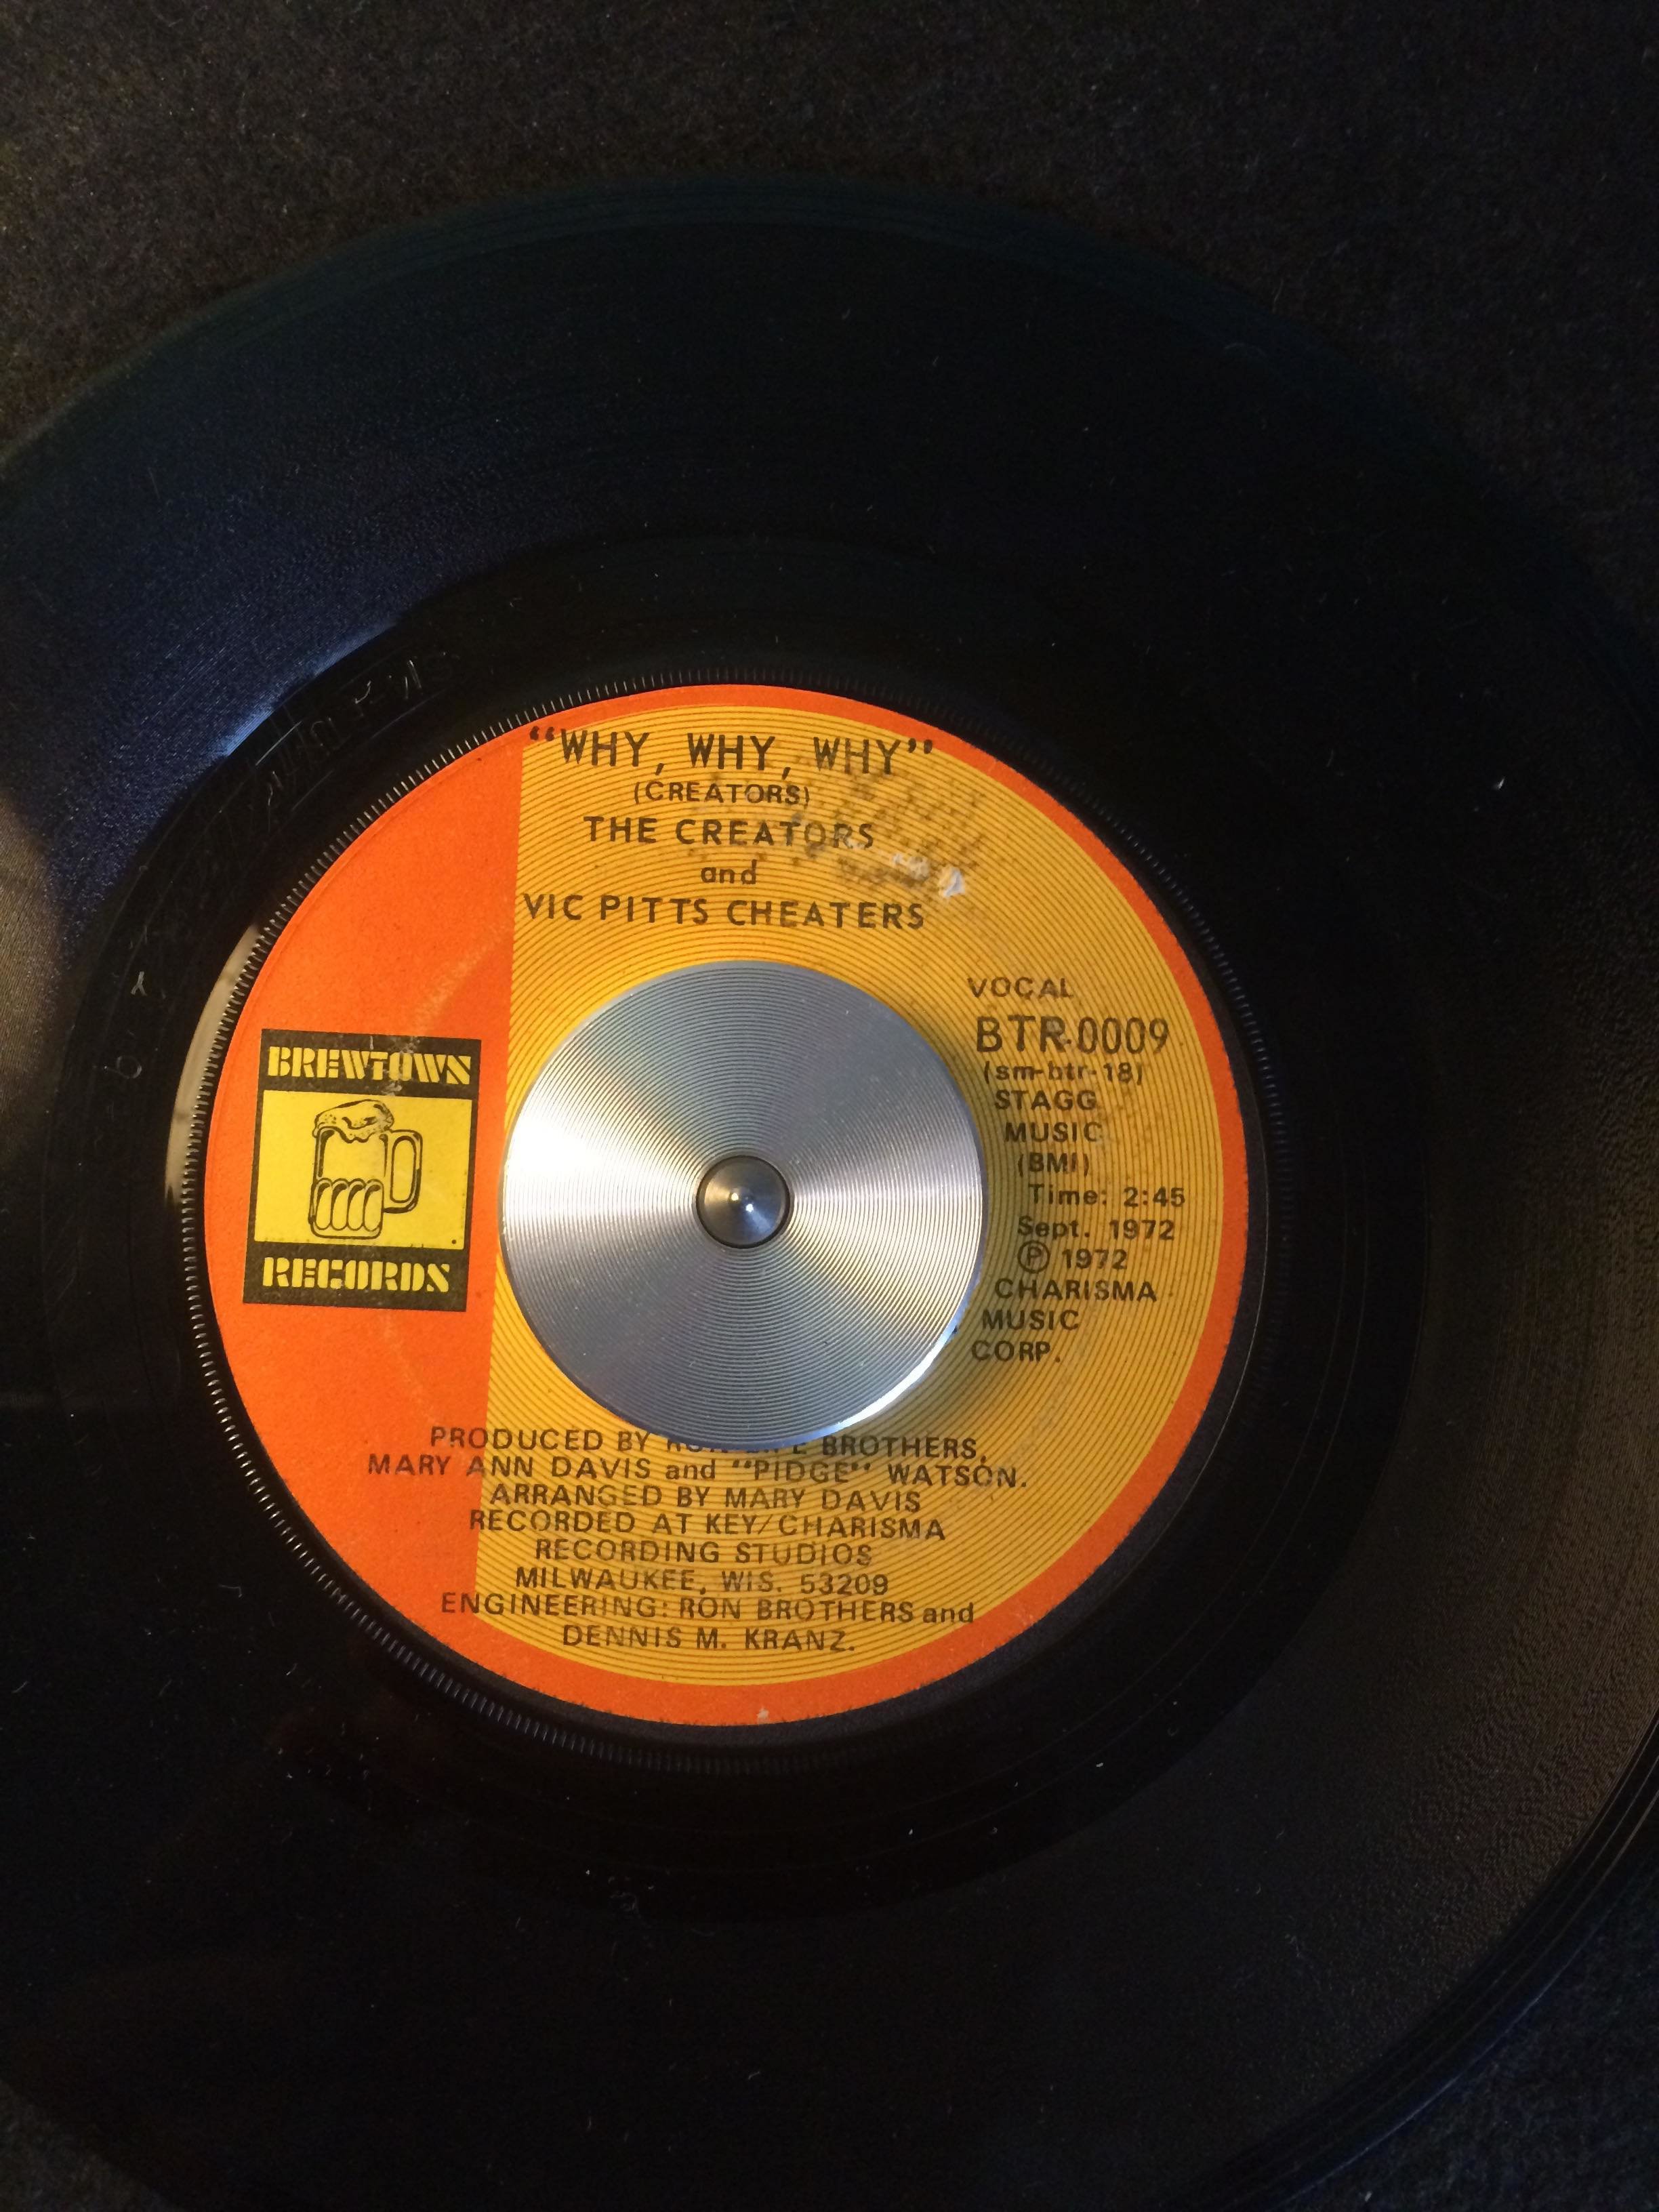 “WHY, WHY, WHY”
(CREATORS)
THE CREATORS
and
VIC PITTS CHEATERS
BREWTOWN
RECORDS
VOCAL
BTR-0009
(sm-btr-18)
STAGG
MUSIC
(BMI)
Time: 2:45
Sept. 1972
Ⓟ 1972
CHARISMA
MUSIC
CORP.
PRODUCED BY BROTHERS,
MARY ANN DAVIS and “PIDGE” WATSON.
ARRANGED BY MARY DAVIS
RECORDED AT KEY/CHARISMA
RECORDING STUDIOS
MILWAUKEE, WIS. 53209
ENGINEERING: RON BROTHERS and
DENNIS M. KRANZ.